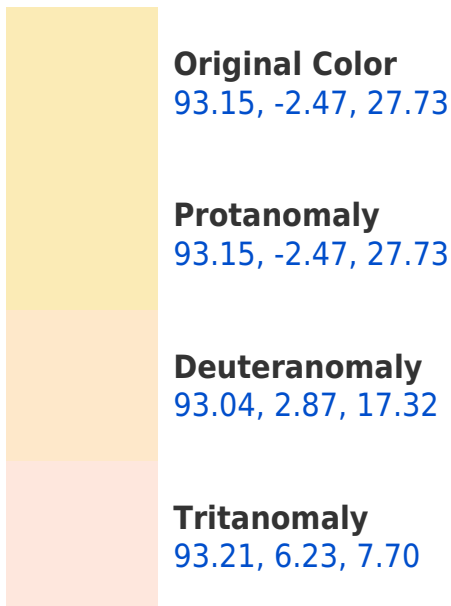 Original Color
93.15, -2.47, 27.73
Protanomaly
93.15, -2.47, 27.73
Deuteranomaly
93.04, 2.87, 17.32
Tritanomaly
93.21, 6.23, 7.70